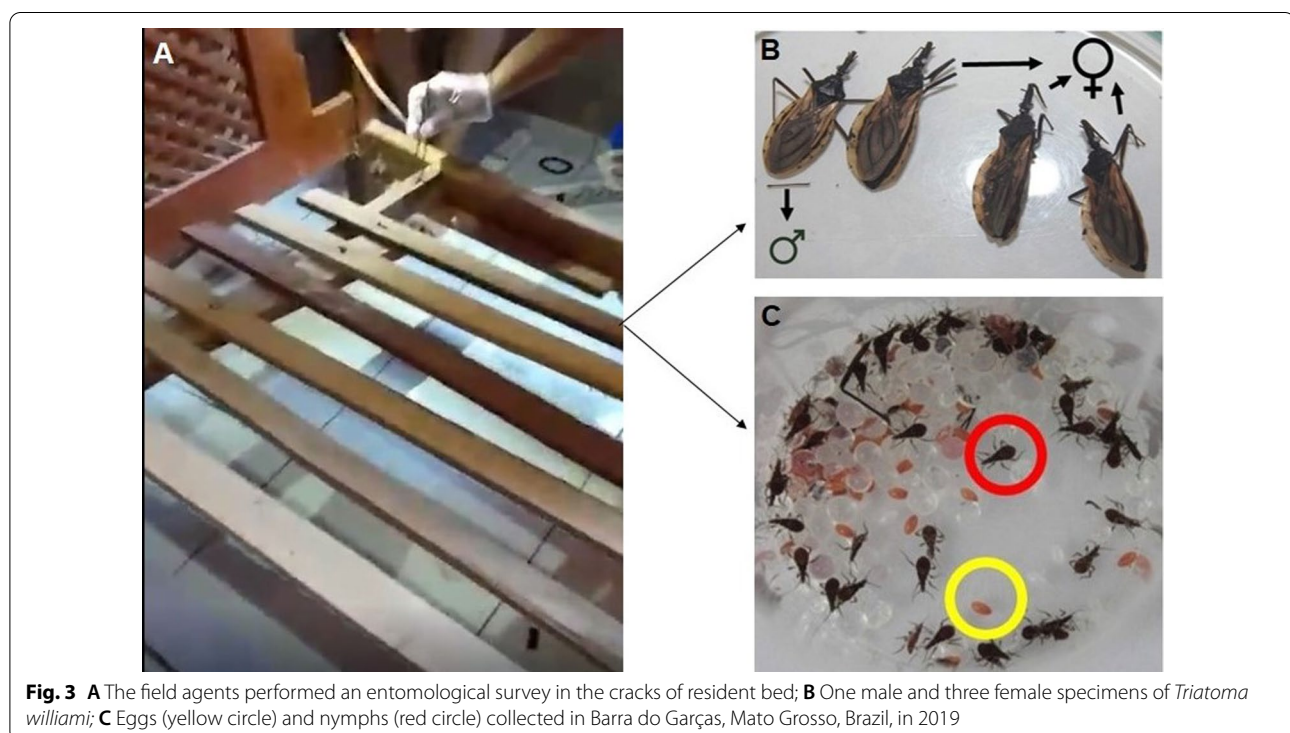 A
B
♀
♂
C
Fig. 3 A The field agents performed an entomological survey in the cracks of resident bed; B One male and three female specimens of Triatoma
williami; C Eggs (yellow circle) and nymphs (red circle) collected in Barra do Garças, Mato Grosso, Brazil, in 2019